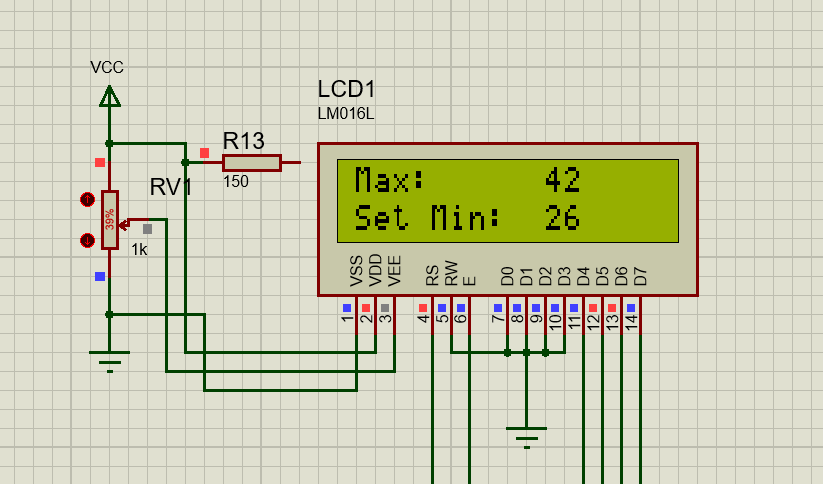 VCC
LCD1
LM016L
R13
150
RV1
39%
1k
Max: 42
Set Min: 26
VSS
VDD
VEE
RS
RW
E
D0
D1
D2
D3
D4
D5
D6
D7
1
2
3
4
5
6
7
8
9
10
11
12
13
14